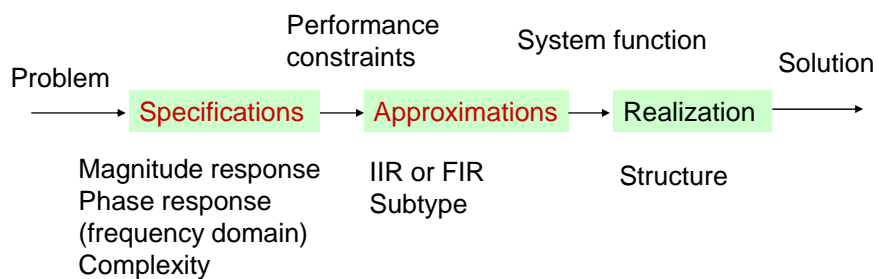 Performance
constraints
System function
Problem
Solution
Specifications
Approximations
Realization
Magnitude response
Phase response
(frequency domain)
Complexity
IIR or FIR
Subtype
Structure